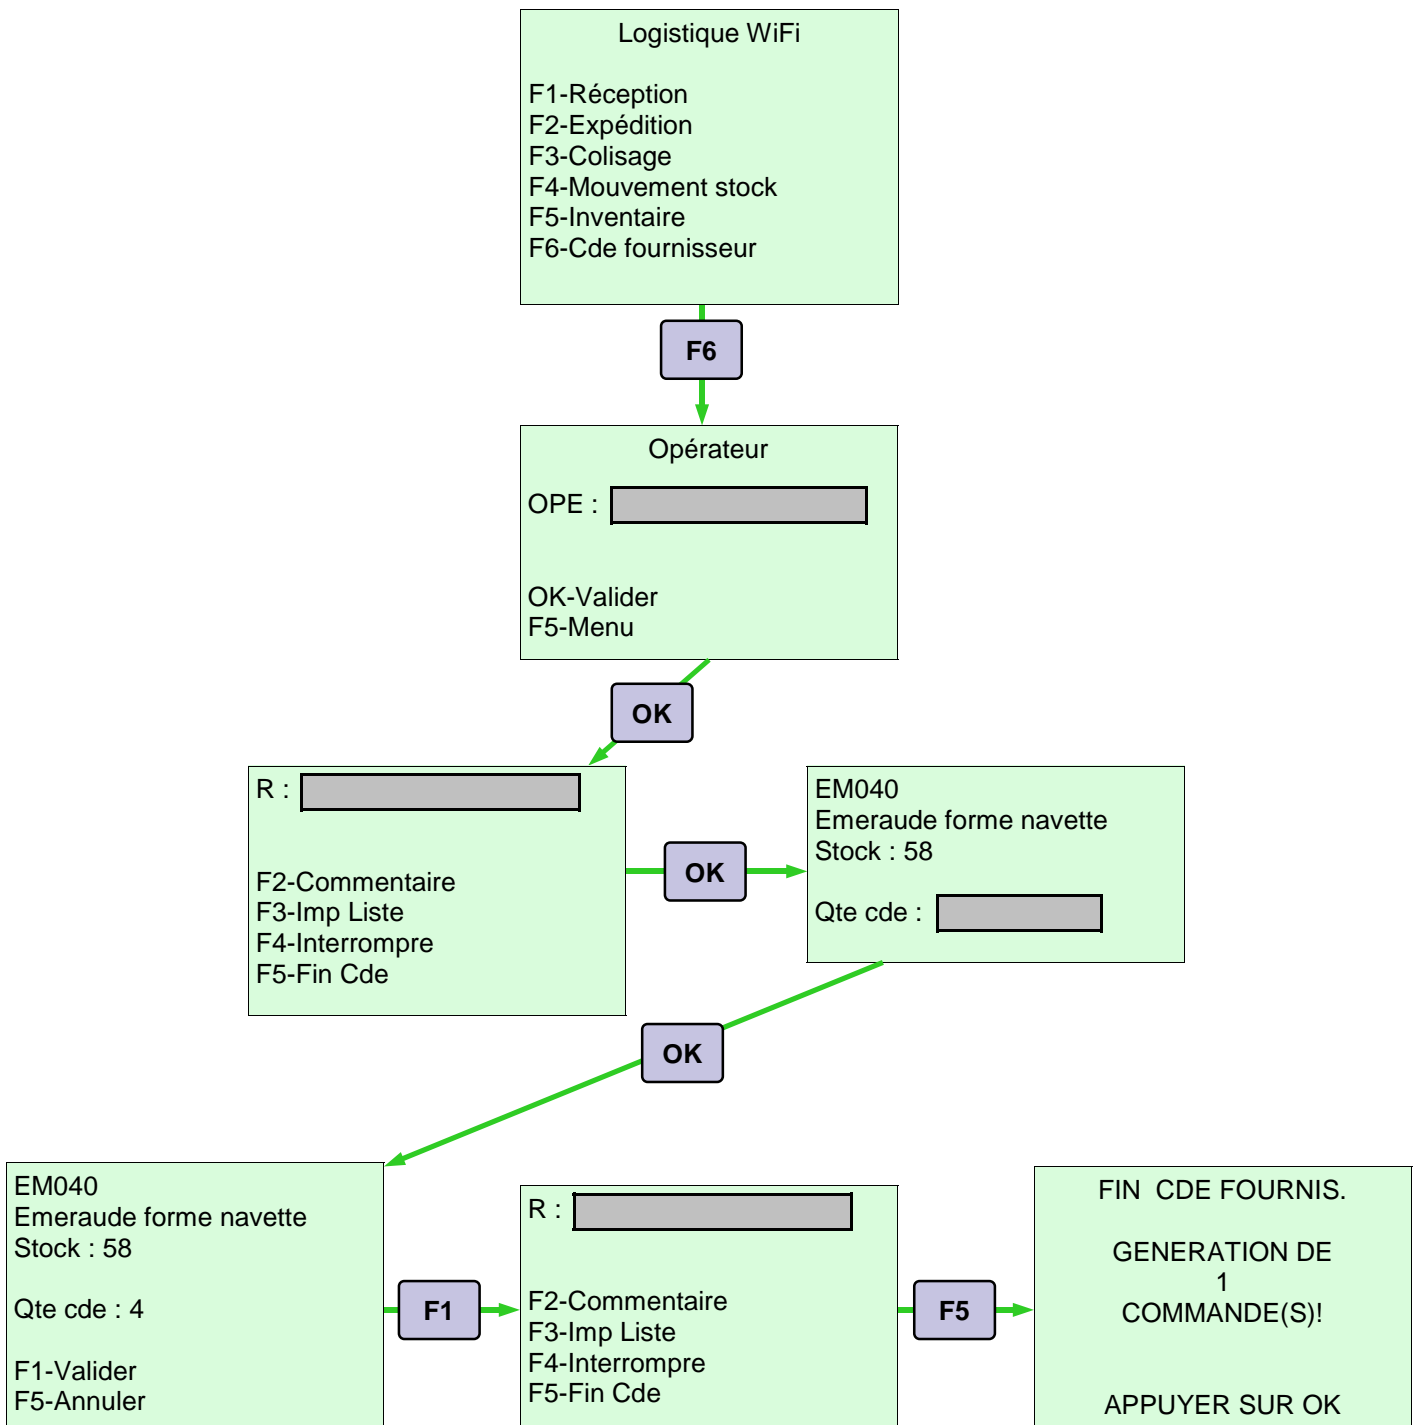 Logistique WiFi
F1-Réception
F2-Expédition
F3-Colisage
F4-Mouvement stock
F5-Inventaire
F6-Cde fournisseur
F6
Opérateur
OPE :
OK-Valider
F5-Menu
OK
R :
F2-Commentaire
F3-Imp Liste
F4-Interrompre
F5-Fin Cde
OK
EM040
Emeraude forme navette
Stock : 58
Qte cde :
OK
EM040
Emeraude forme navette
Stock : 58
Qte cde : 4
F1-Valider
F5-Annuler
F1
R :
F2-Commentaire
F3-Imp Liste
F4-Interrompre
F5-Fin Cde
F5
FIN  CDE FOURNIS.
GENERATION DE
1
COMMANDE(S)!
APPUYER SUR OK